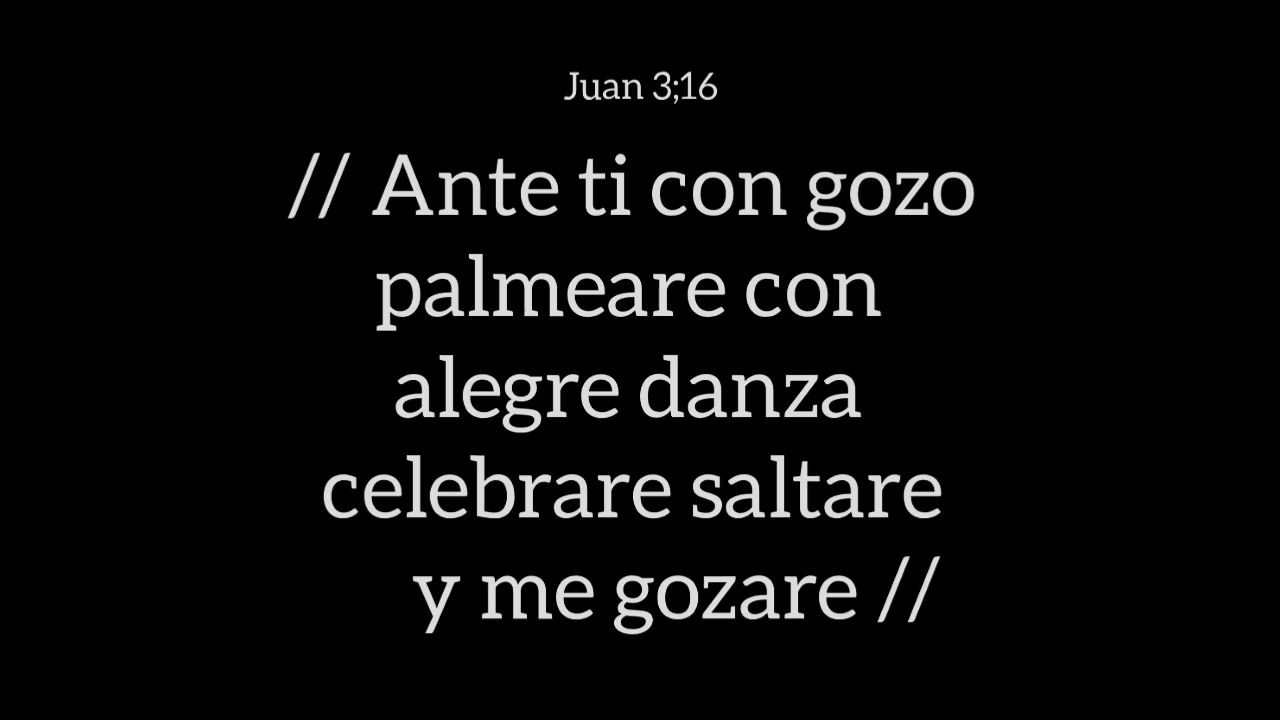 Juan 3;16
// Ante ti con gozo
palmeare con
alegre danza
celebrare saltare
y me gozare //